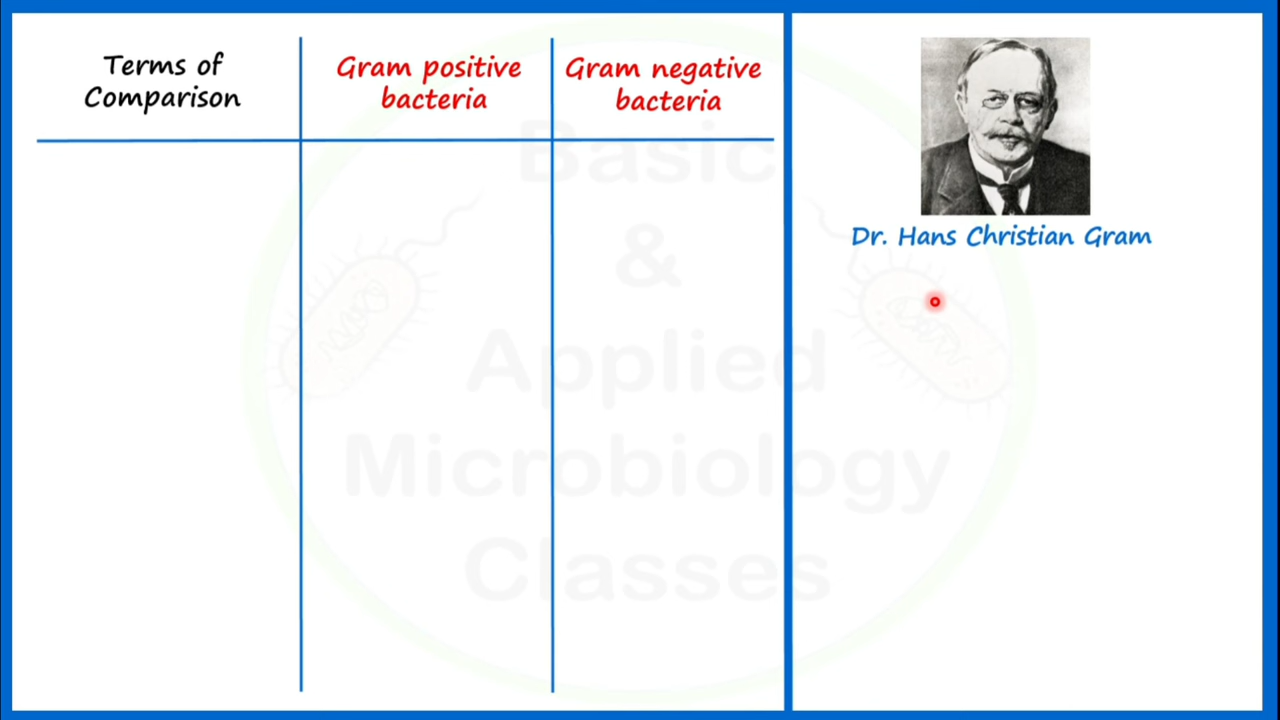 Terms of
Comparison
Gram positive
bacteria
Gram negative
bacteria
Dr. Hans Christian Gram
Basic
&
Applied
Microbiology
Classes